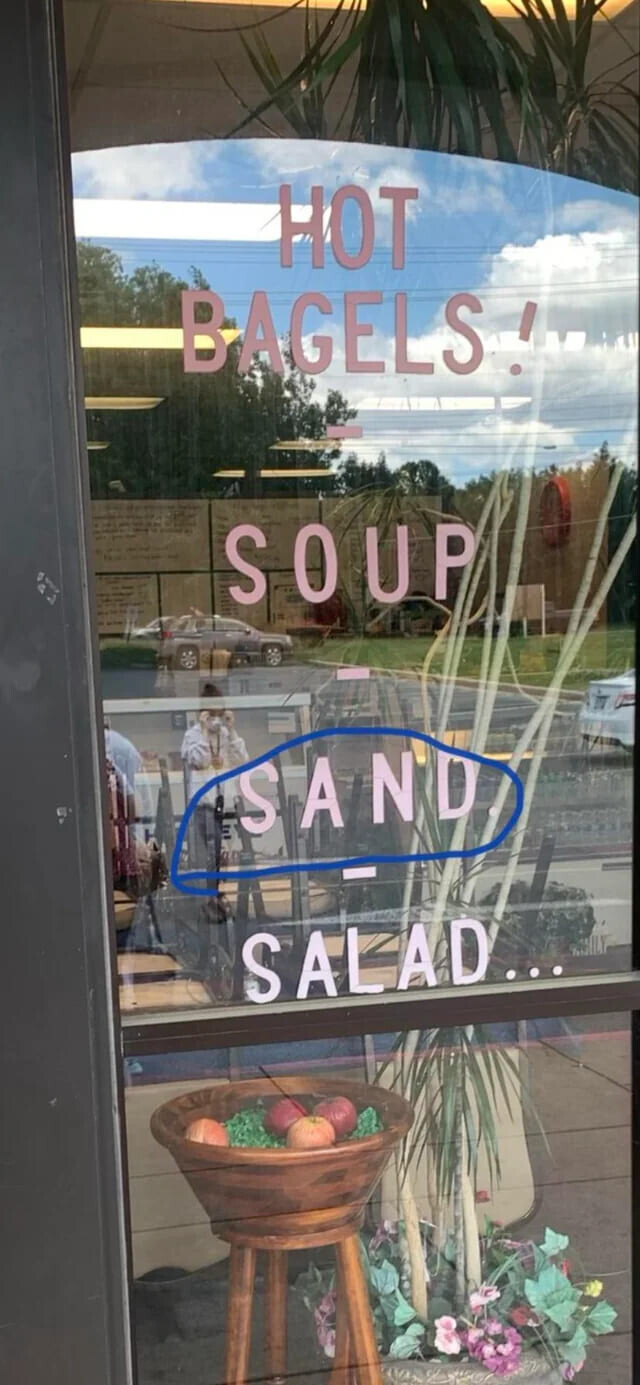 HOT
BAGELS!
-
SOUP
-
SAND.
-
SALAD...